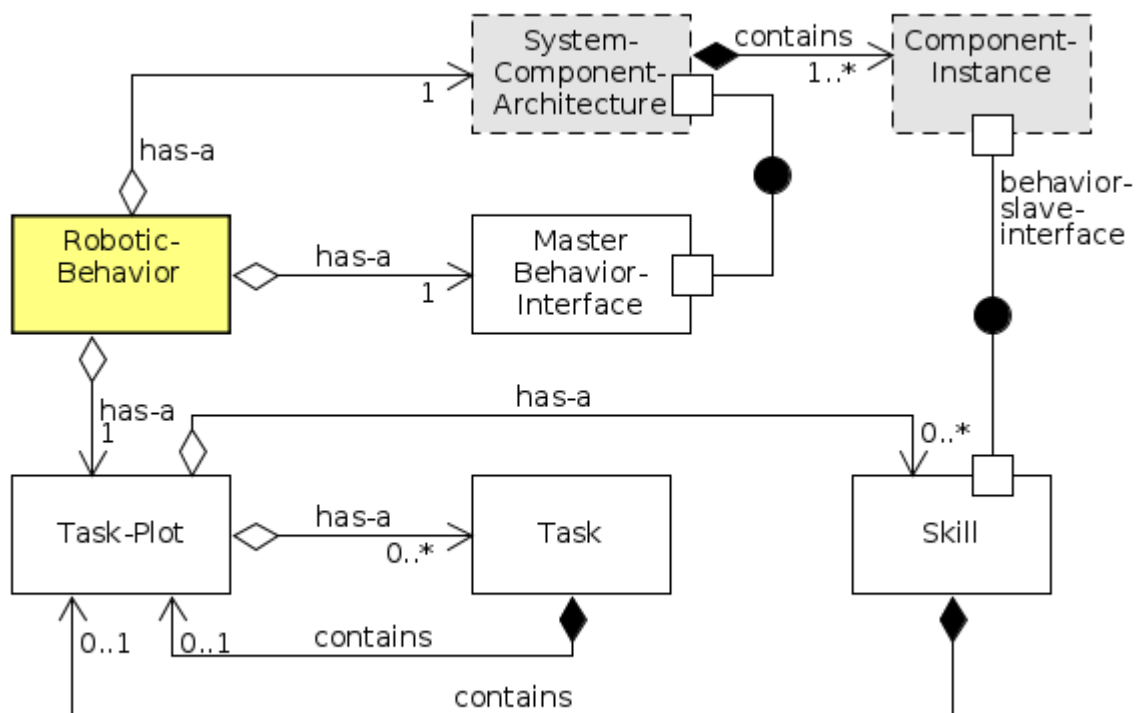 System-
Component-
Architecture
contains
1..*
Component-
Instance
1
has-a
behavior-
slave-
interface
Robotic-
Behavior
has-a
1
Master
Behavior-
Interface
has-a
1
has-a
0..*
Task-Plot
has-a
0..*
Task
Skill
0..1
0..1
contains
contains